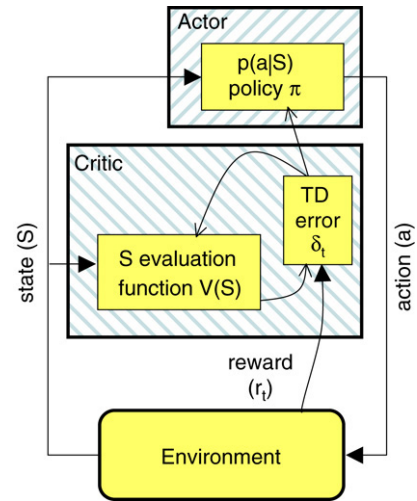 Actor
p(a|S)
policy π
Critic
TD
error
δt
S evaluation
function V(S)
state (S)
action (a)
reward
(rt)
Environment